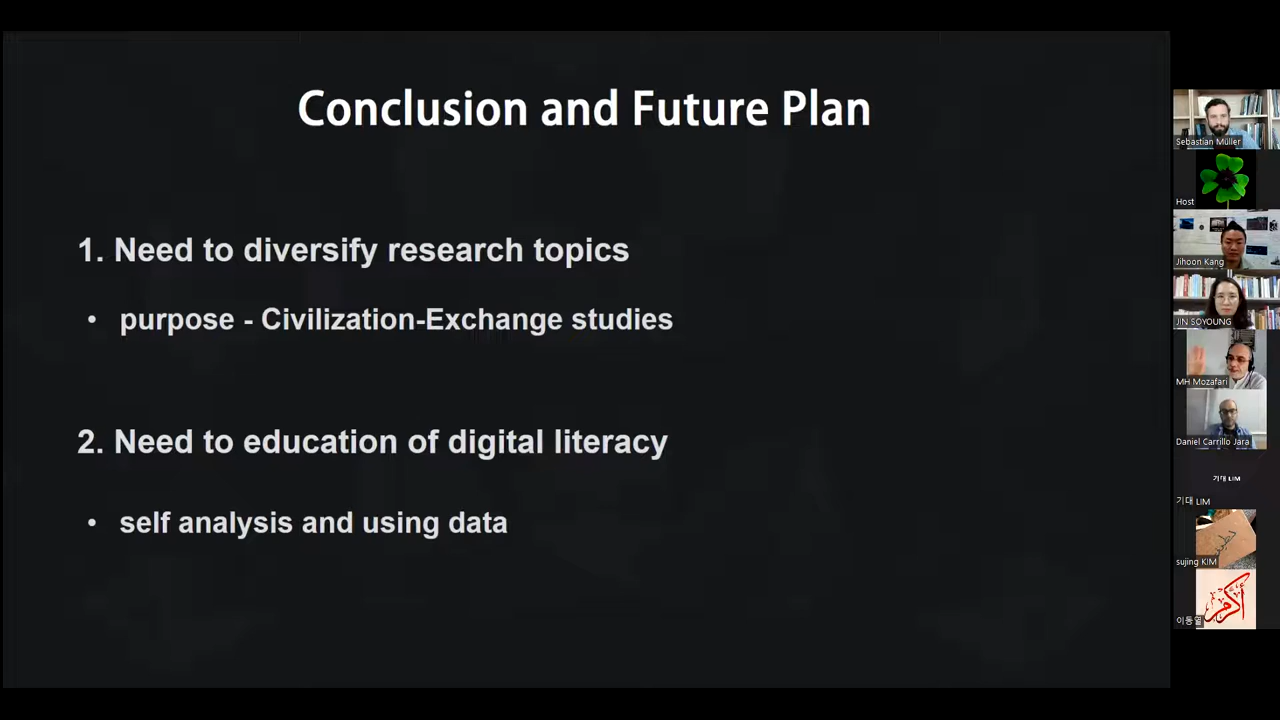 Conclusion and Future Plan
1. Need to diversify research topics
• purpose - Civilization-Exchange studies
2. Need to education of digital literacy
• self analysis and using data
Sebastian Müller
Host
Jihoon Kang
JIN SOYOUNG
MH Mozafari
Daniel Carrillo Jara
기대 LIM
기대 LIM
sujing KIM
أكرم